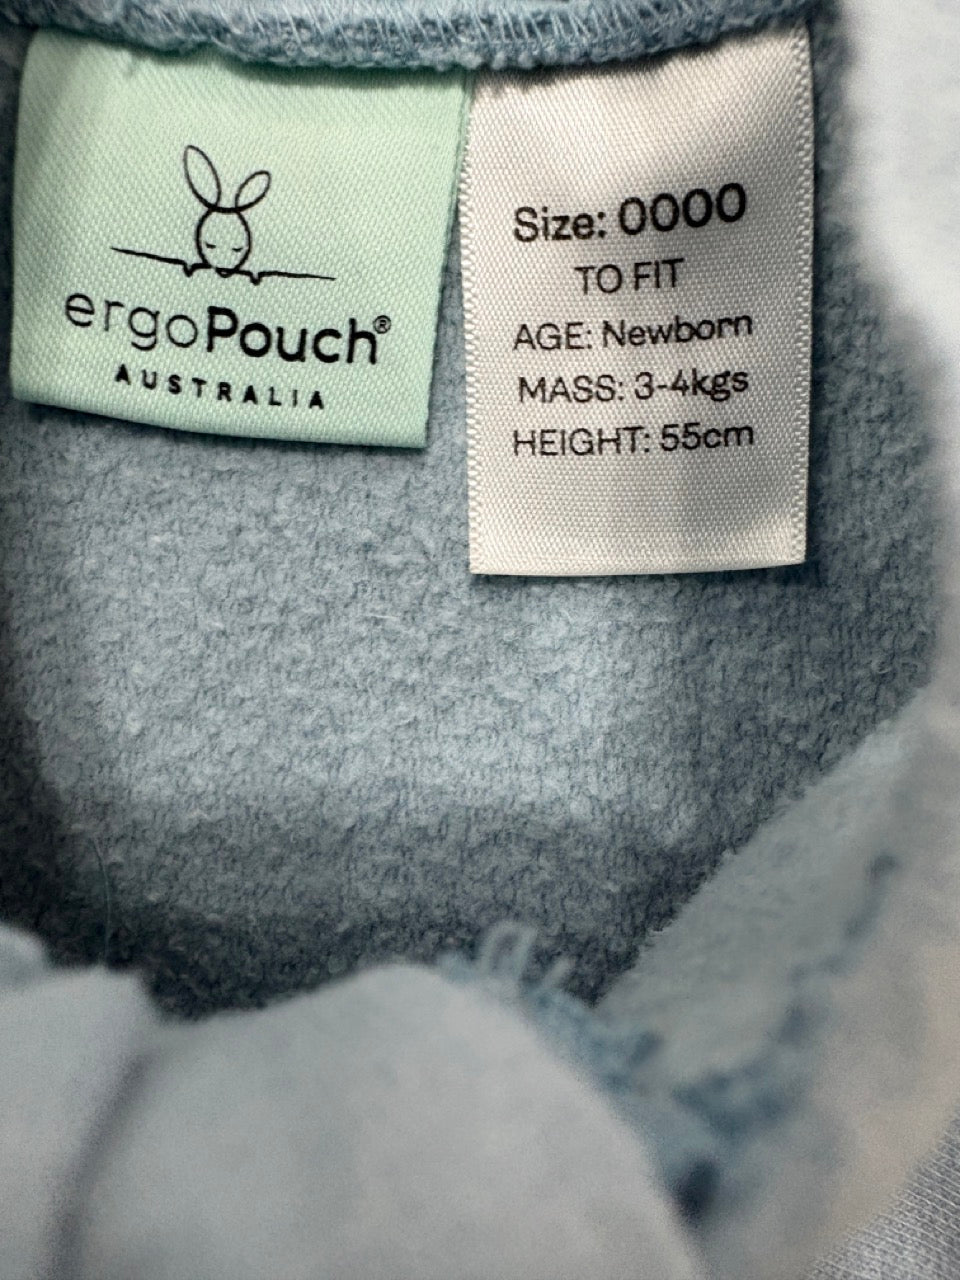 ergoPouch®
AUSTRALIA
Size: 0000
TO FIT
AGE: Newborn
MASS: 3-4kgs
HEIGHT: 55cm